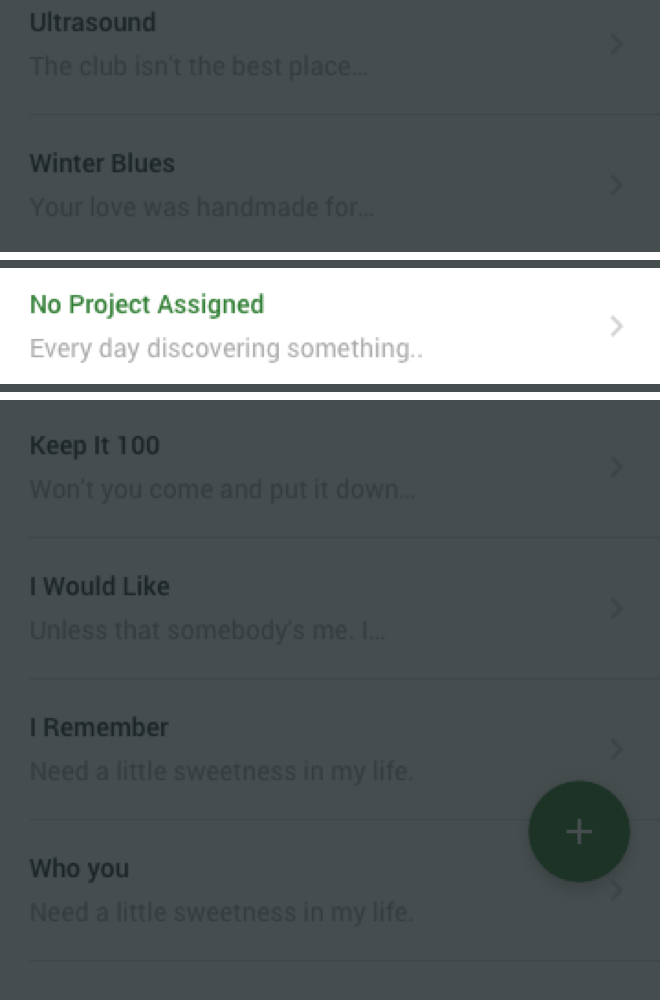 Ultrasound
The club isn't the best place...
Winter Blues
Your love was handmade for...
No Project Assigned
Every day discovering something..
Keep It 100
Won't you come and put it down...
I Would Like
Unless that somebody's me. I...
I Remember
Need a little sweetness in my life.
Who you
Need a little sweetness in my life.